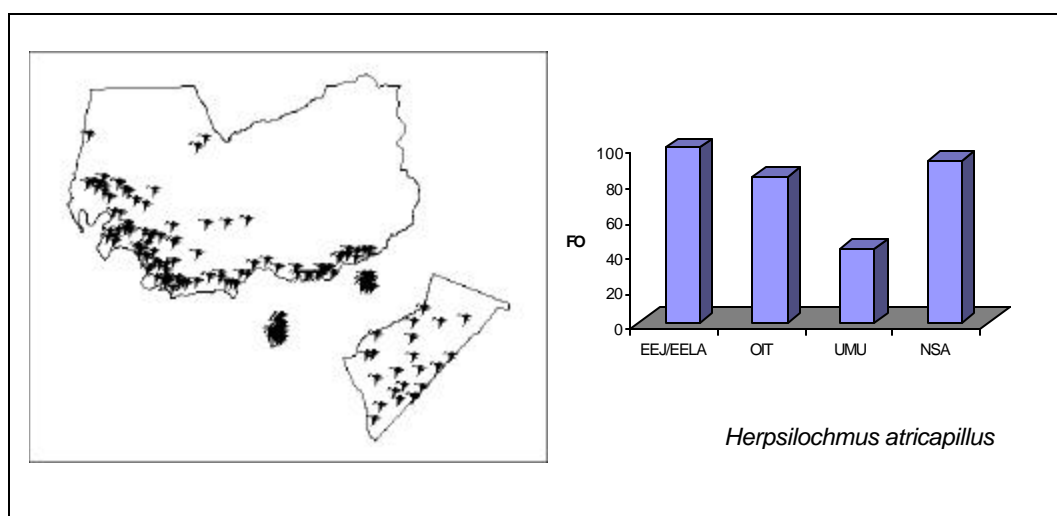 100
80
60
FO
40
20
0
EEJ/EELA OIT UMU NSA
Herpsilochmus atricapillus